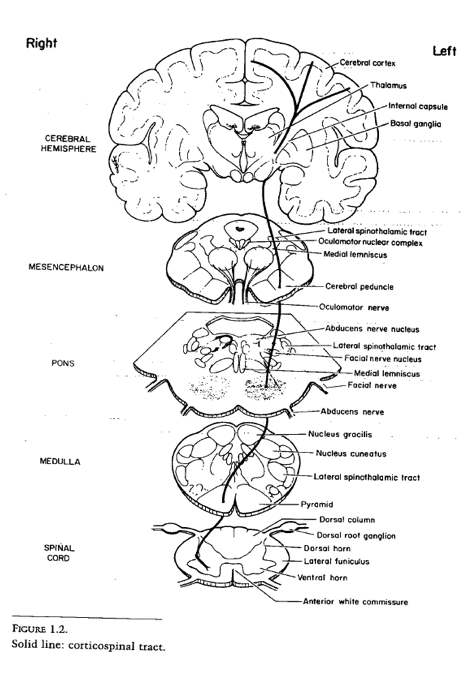 Right
Left
Cerebral cortex
Thalamus
Internal capsule
Basal ganglia
CEREBRAL
HEMISPHERE
Lateral spinothalamic tract
Oculomotor nuclear complex
Medial lemniscus
MESENCEPHALON
Cerebral peduncle
Oculomotor nerve
Abducens nerve nucleus
Lateral spinothalamic tract
Facial nerve nucleus
PONS
Medial lemniscus
Facial nerve
Abducens nerve
Nucleus gracilis
Nucleus cuneatus
MEDULLA
Lateral spinothalamic tract
Pyramid
Dorsal column
Dorsal root ganglion
SPINAL
CORD
Dorsal horn
Lateral funiculus
Ventral horn
Anterior white commissure
FIGURE 1.2.
Solid line: corticospinal tract.